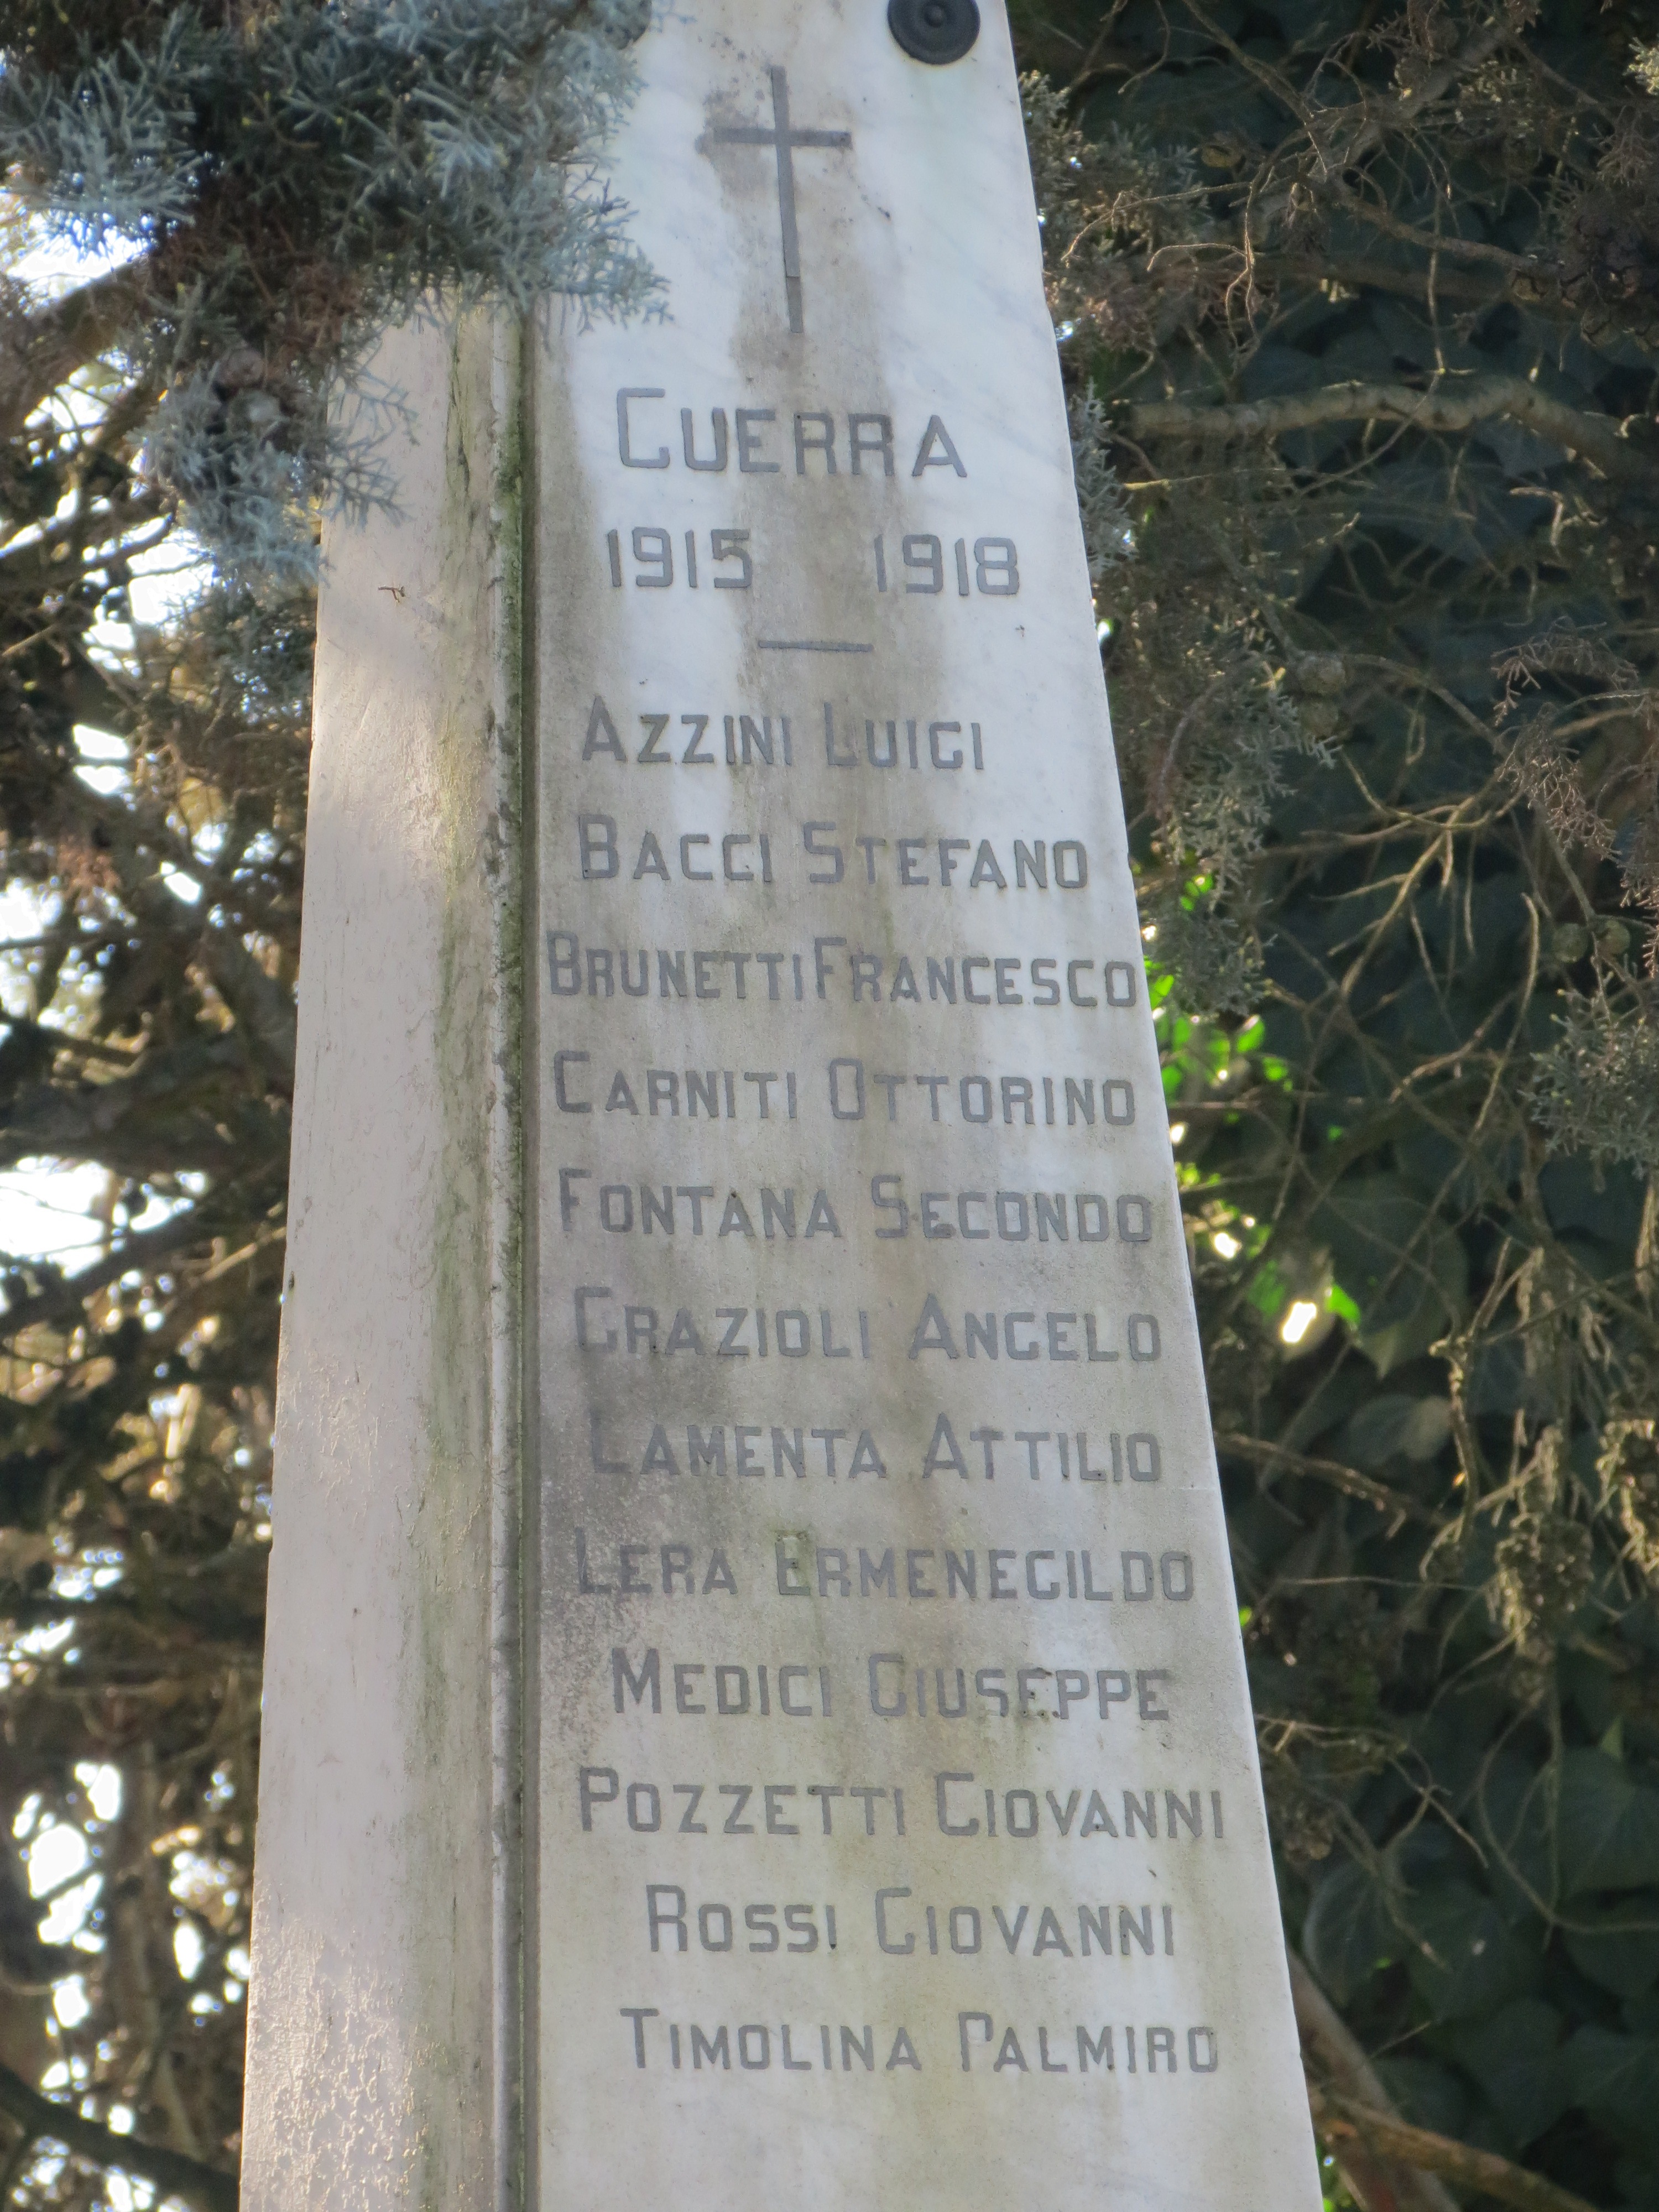 GUERRA
1915 1918
AZZINI LUIGI
BACCI STEFANO
BRUNETTI FRANCESCO
CARNITI OTTORINO
FONTANA SECONDO
GRAZIOLI ANGELO
LAMENTA ATTILIO
LERA ERMENEGILDO
MEDICI GIUSEPPE
POZZETTI GIOVANNI
ROSSI GIOVANNI
TIMOLINA PALMIRO